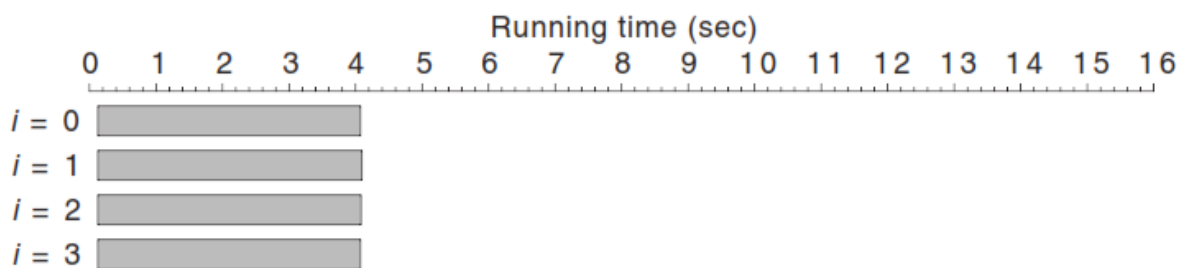 Running time (sec)
0 1 2 3 4 5 6 7 8 9 10 11 12 13 14 15 16
i = 0
i = 1
i = 2
i = 3